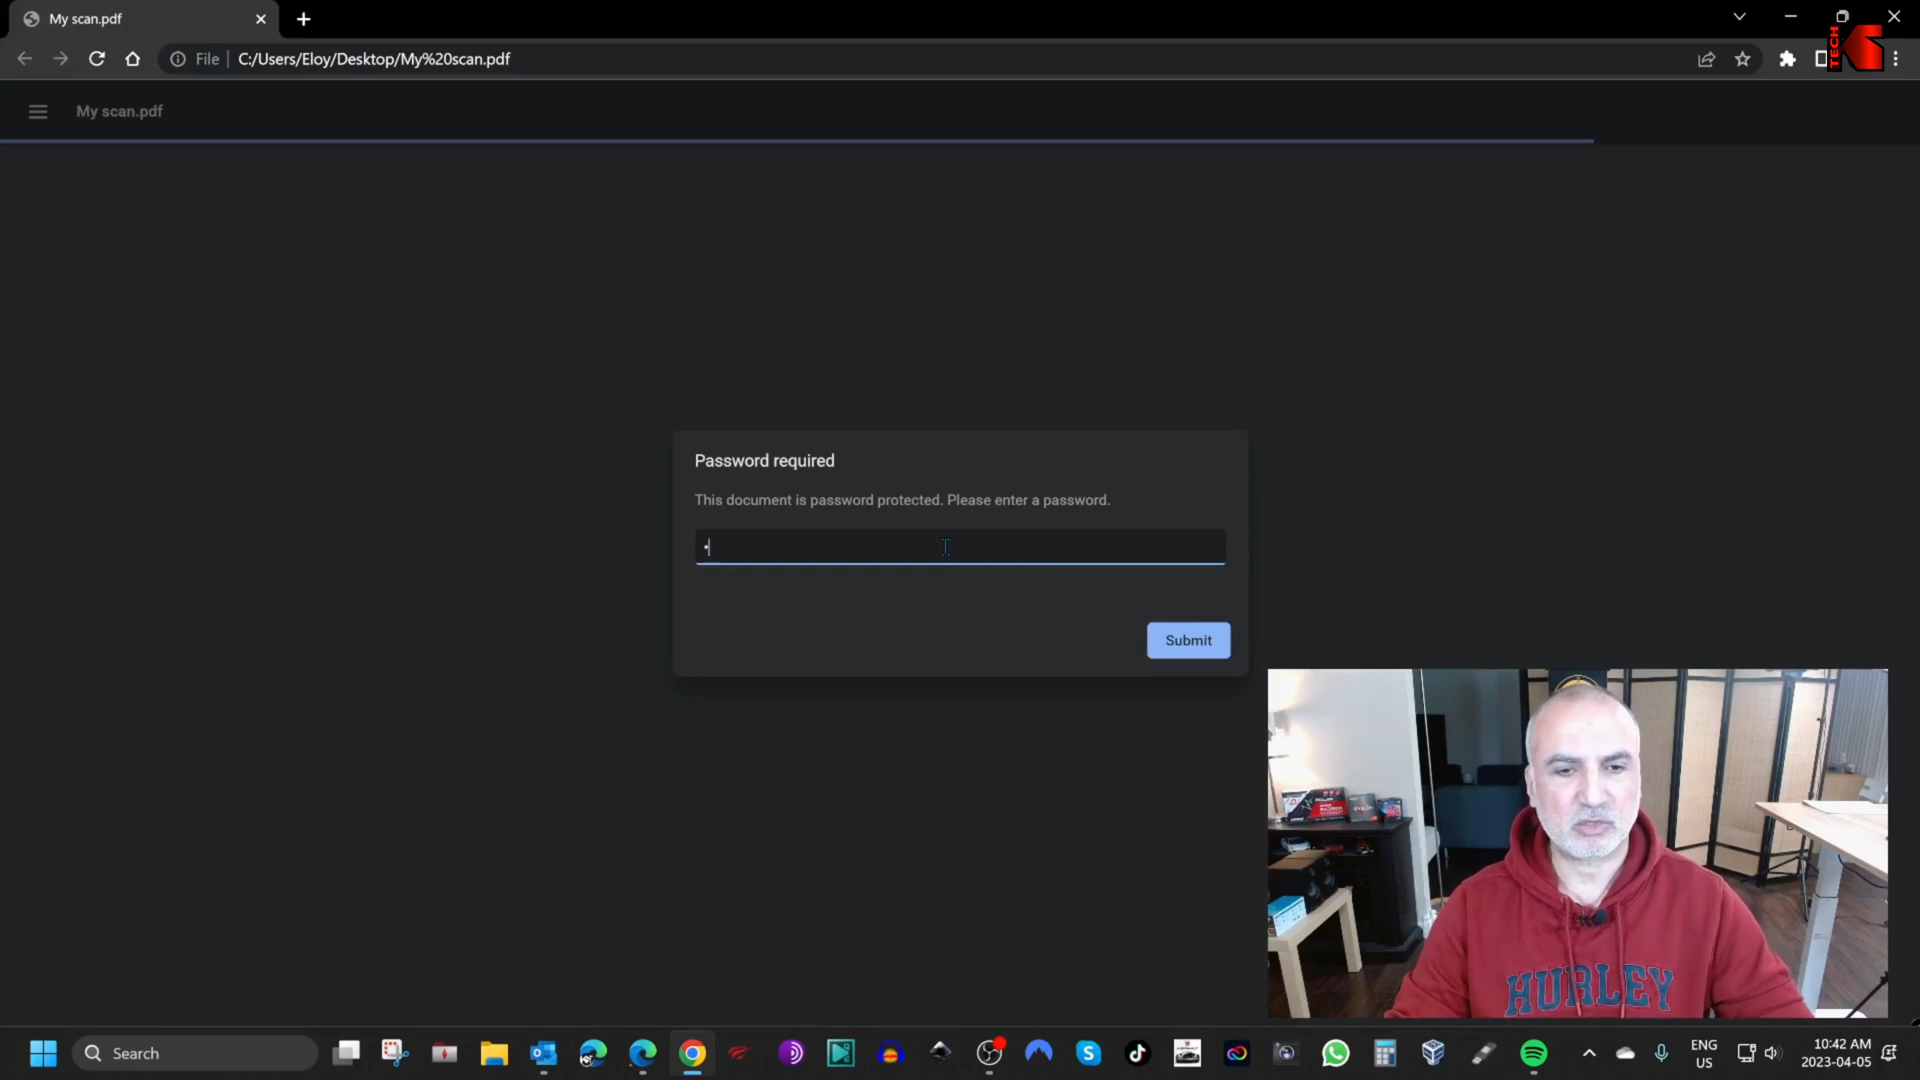 My scan.pdf
File
C:/Users/Eloy/Desktop/My%20scan.pdf
TECH K
My scan.pdf
Password required
This document is password protected. Please enter a password.
•
Submit
HURLEY
Search
ENG
US
10:42 AM
2023-04-05